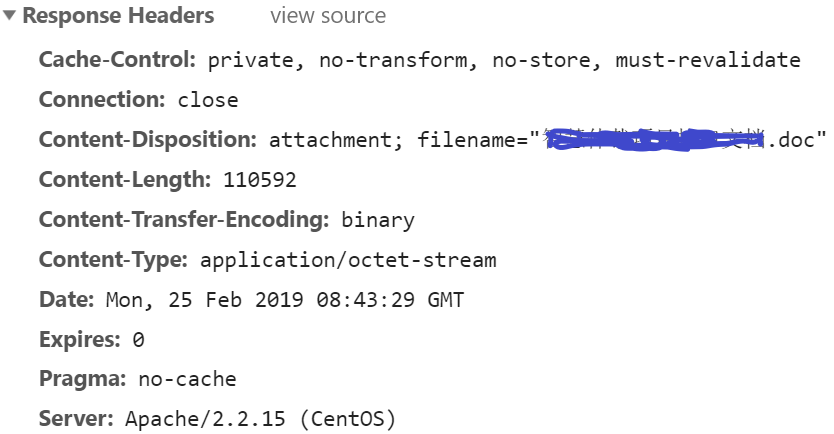 Response Headers view source
Cache-Control: private, no-transform, no-store, must-revalidate
Connection: close
Content-Disposition: attachment; filename="文档.doc"
Content-Length: 110592
Content-Transfer-Encoding: binary
Content-Type: application/octet-stream
Date: Mon, 25 Feb 2019 08:43:29 GMT
Expires: 0
Pragma: no-cache
Server: Apache/2.2.15 (CentOS)